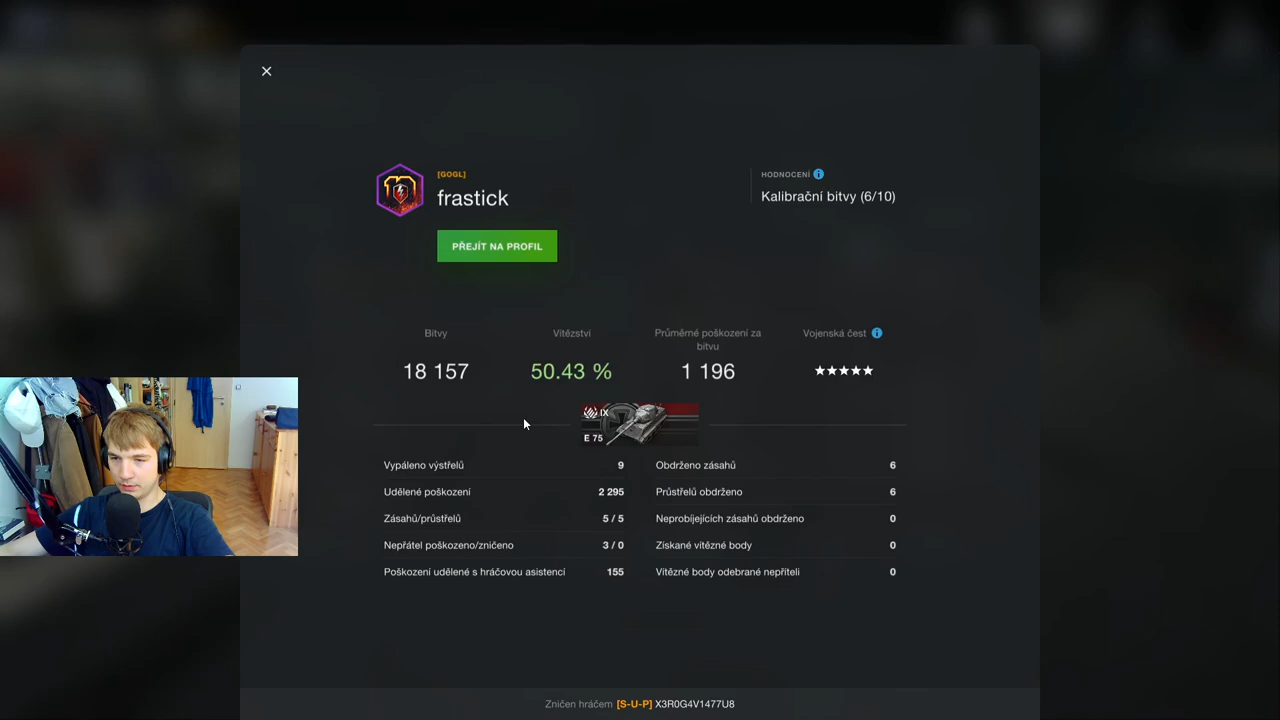 [GOGL]
frastick
HODNOCENÍ
Kalibrační bitvy (6/10)
PŘEJÍT NA PROFIL
Bitvy
18 157
Vítězství
50.43 %
Průměrné poškození za
bitvu
1 196
Vojenská čest
IX
E 75
Vypáleno výstřelů 9
Udělené poškození 2 295
Zásahů/průstřelů 5 / 5
Nepřátel poškozeno/zničeno 3 / 0
Poškození udělené s hráčovou asistencí 155
Obdrženo zásahů 6
Průstřelů obdrženo 6
Neprobíjejících zásahů obdrženo 0
Získané vítězné body 0
Vítězné body odebrané nepříteli 0
Zničen hráčem [S-U-P] X3R0G4V1477U8